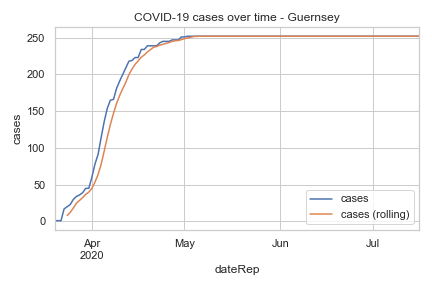 COVID-19 cases over time - Guernsey
250
200
150
100
50
0
cases
Apr
2020
May
Jun
Jul
dateRep
cases
cases (rolling)